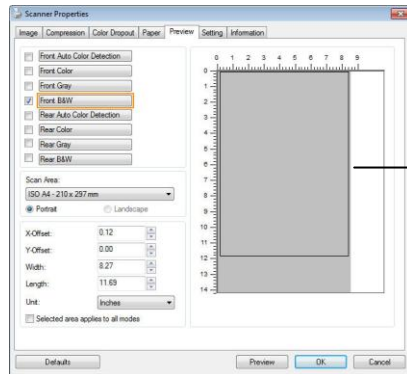 Scanner Properties
Image Compression Color Dropout Paper Preview Setting Information
Front Auto Color Detection
Front Color
Front Gray
Front B&W
Rear Auto Color Detection
Rear Color
Rear Gray
Rear B&W
Scan Area:
ISO A4 - 210 x 297 mm
Portrait Landscape
X-Offset: 0.12
Y-Offset: 0.00
Width: 8.27
Length: 11.69
Unit: Inches
Selected area applies to all modes
0 1 2 3 4 5 6 7 8 9
0
1
2
3
4
5
6
7
8
9
10
11
12
13
14
Defaults Preview OK Cancel